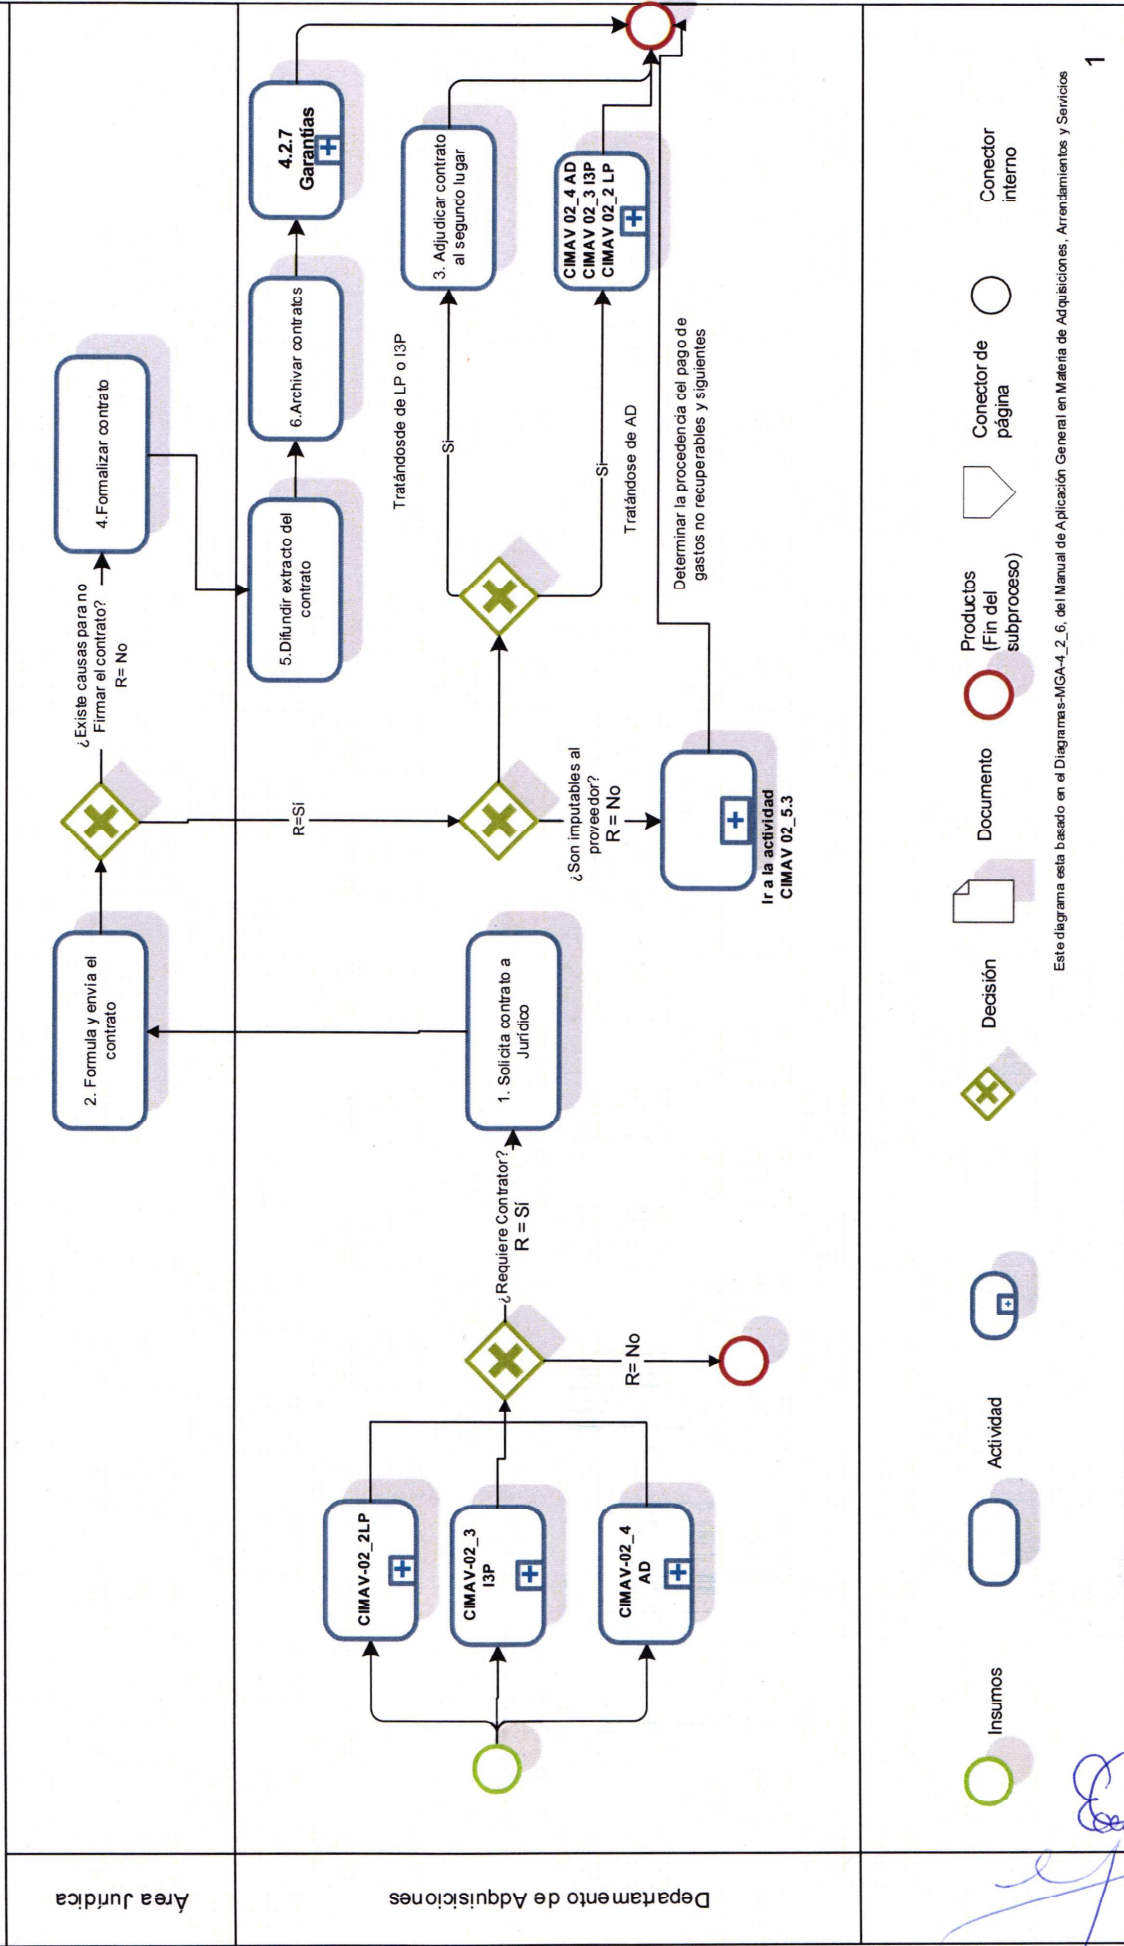 Área Jurídica
2. Formula y envía el
contrato
¿Existe causas para no
Firmar el contrato?
R= No
4.Formalizar contrato
Departamento de Adquisiciones
CIMAV-02_2LP
CIMAV-02_3
I3P
CIMAV-02_4
AD
¿Requiere Contrator?
R = Sí
R= No
1. Solicita contrato a
Jurídico
R=Sí
¿Son imputables al
proveedor?
R = No
Ir a la actividad
CIMAV 02_5.3
5.Difundir extracto del
contrato
6.Archivar contratos
4.2.7
Garantías
Tratándosde de LP o I3P
Si
3. Adjudicar contrato
al segundo lugar
Si
Tratándose de AD
CIMAV 02_4 AD
CIMAV 02_3 I3P
CIMAV 02_2 LP
Determinar la procedencia cel pago de
gastos no recuperables y siguientes
Insumos
Actividad
Decisión
Documento
Productos
(Fin del
subproceso)
Conector de
página
Conector
interno
Este diagrama esta basado en el Diagramas-MGA-4_2_6, del Manual de Aplicación General en Materia de Adquisiciones, Arrendamientos y Servicios
1